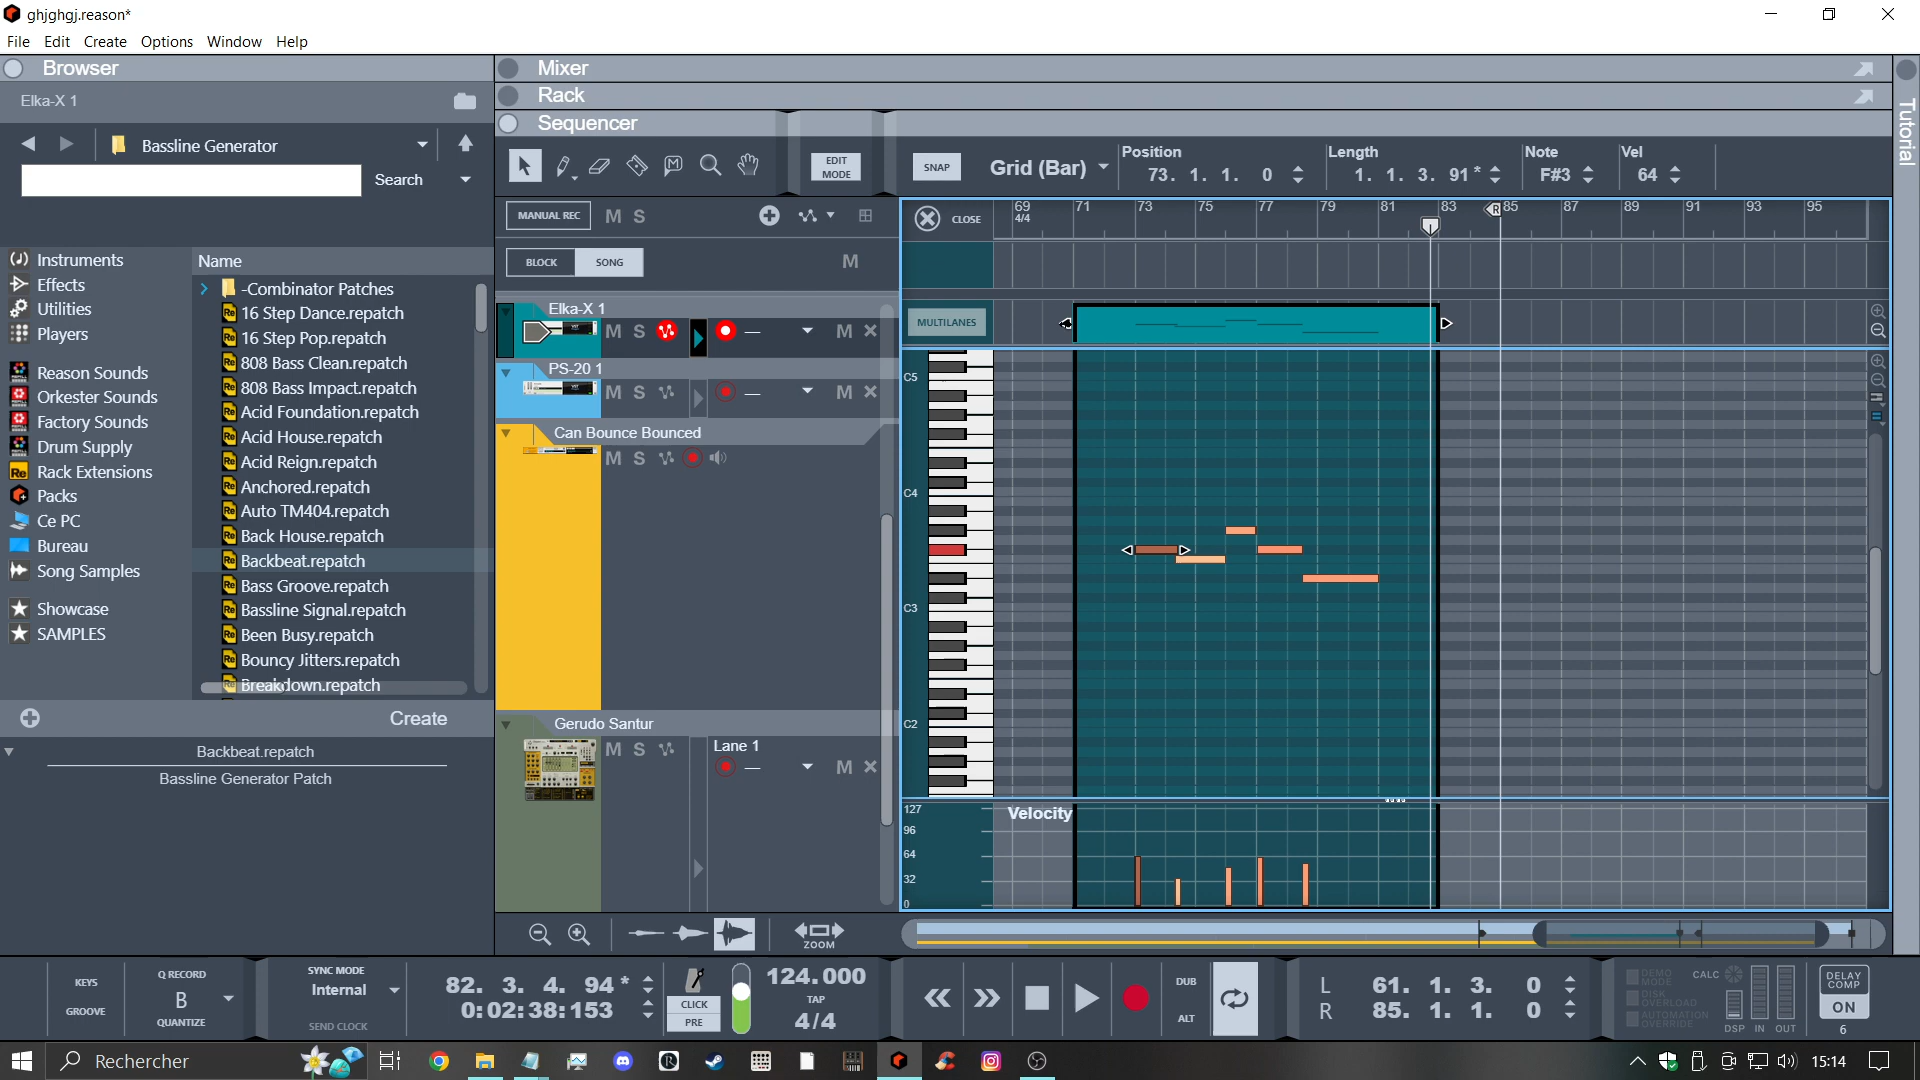 ghjghgj.reason*
File Edit Create Options Window Help
Browser
Elka-X 1
Bassline Generator
Search
Instruments
Effects
Utilities
Players
Reason Sounds
Orkester Sounds
Factory Sounds
Drum Supply
Rack Extensions
Packs
Ce PC
Bureau
Song Samples
Showcase
SAMPLES
Name
-Combinator Patches
16 Step Dance.repatch
16 Step Pop.repatch
808 Bass Clean.repatch
808 Bass Impact.repatch
Acid Foundation.repatch
Acid House.repatch
Acid Reign.repatch
Anchored.repatch
Auto TM404.repatch
Back House.repatch
Backbeat.repatch
Bass Groove.repatch
Bassline Signal.repatch
Been Busy.repatch
Bouncy Jitters.repatch
Breakdown.repatch
Create
Backbeat.repatch
Bassline Generator Patch
Mixer
Rack
Sequencer
Tutorial
EDIT MODE
SNAP
Grid (Bar)
Position
73. 1. 1. 0
Length
1. 1. 3. 91*
Note
F#3
Vel
64
MANUAL REC M S
BLOCK SONG M
Elka-X 1
M S M
PS-20 1
M S M
Can Bounce Bounced
M S
Gerudo Santur
M S Lane 1
M
CLOSE
69 71 73 75 77 79 81 83 85 87 89 91 93 95
4/4
R
MULTILANES
C5
C4
C3
C2
Velocity
127
96
64
32
0
ZOOM
KEYS
GROOVE
Q RECORD
B
QUANTIZE
SYNC MODE
Internal
SEND CLOCK
82. 3. 4. 94*
0:02:38:153
CLICK
PRE
124.000
TAP
4/4
DUB
ALT
L 61. 1. 3. 0
R 85. 1. 1. 0
DEMO MODE
DISK OVERLOAD
AUTOMATION OVERRIDE
CALC
DSP IN OUT
DELAY COMP
ON
6
Rechercher
15:14